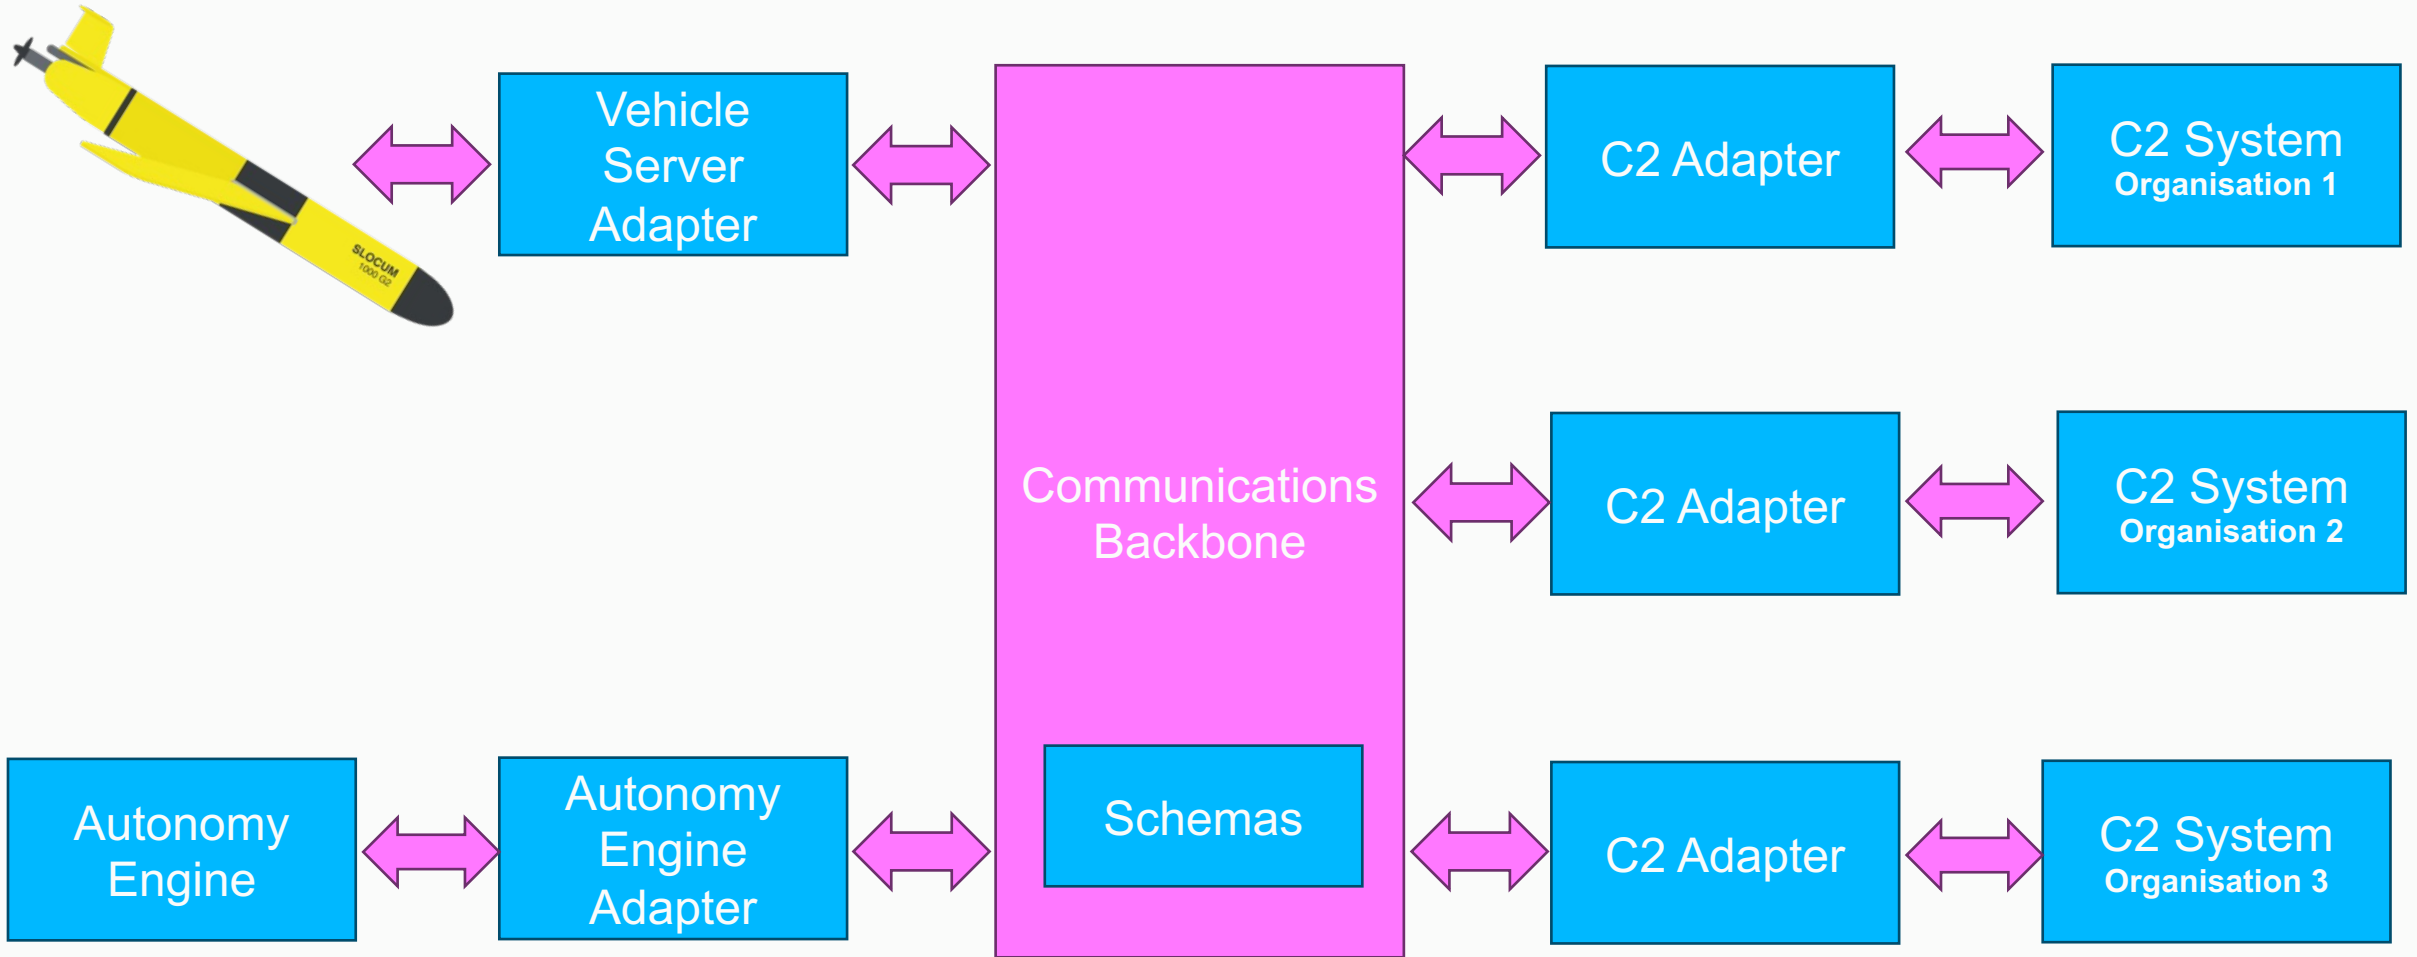 SLOCUM
1000 G2
Vehicle
Server
Adapter
Communications
Backbone
Schemas
C2 Adapter
C2 System
Organisation 1
C2 Adapter
C2 System
Organisation 2
Autonomy
Engine
Autonomy
Engine
Adapter
C2 Adapter
C2 System
Organisation 3